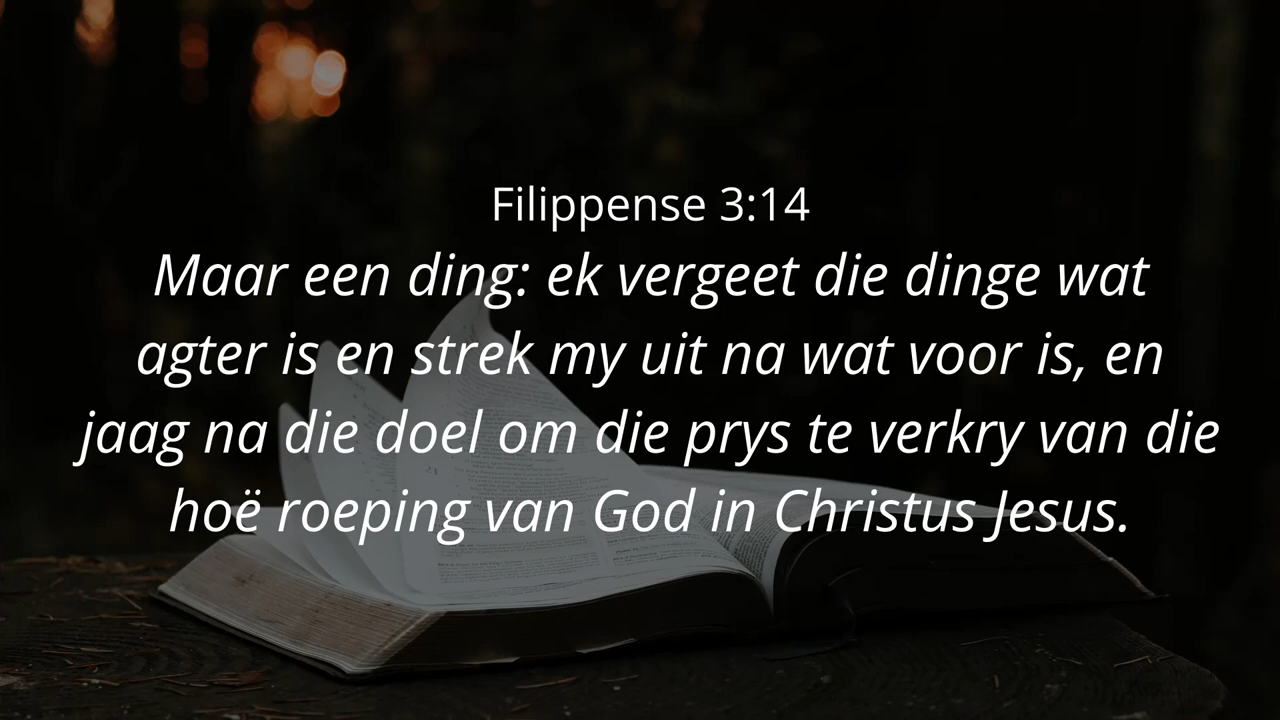 Filippense 3:14
Maar een ding: ek vergeet die dinge wat
agter is en strek my uit na wat voor is, en
jaag na die doel om die prys te verkry van die
hoë roeping van God in Christus Jesus.